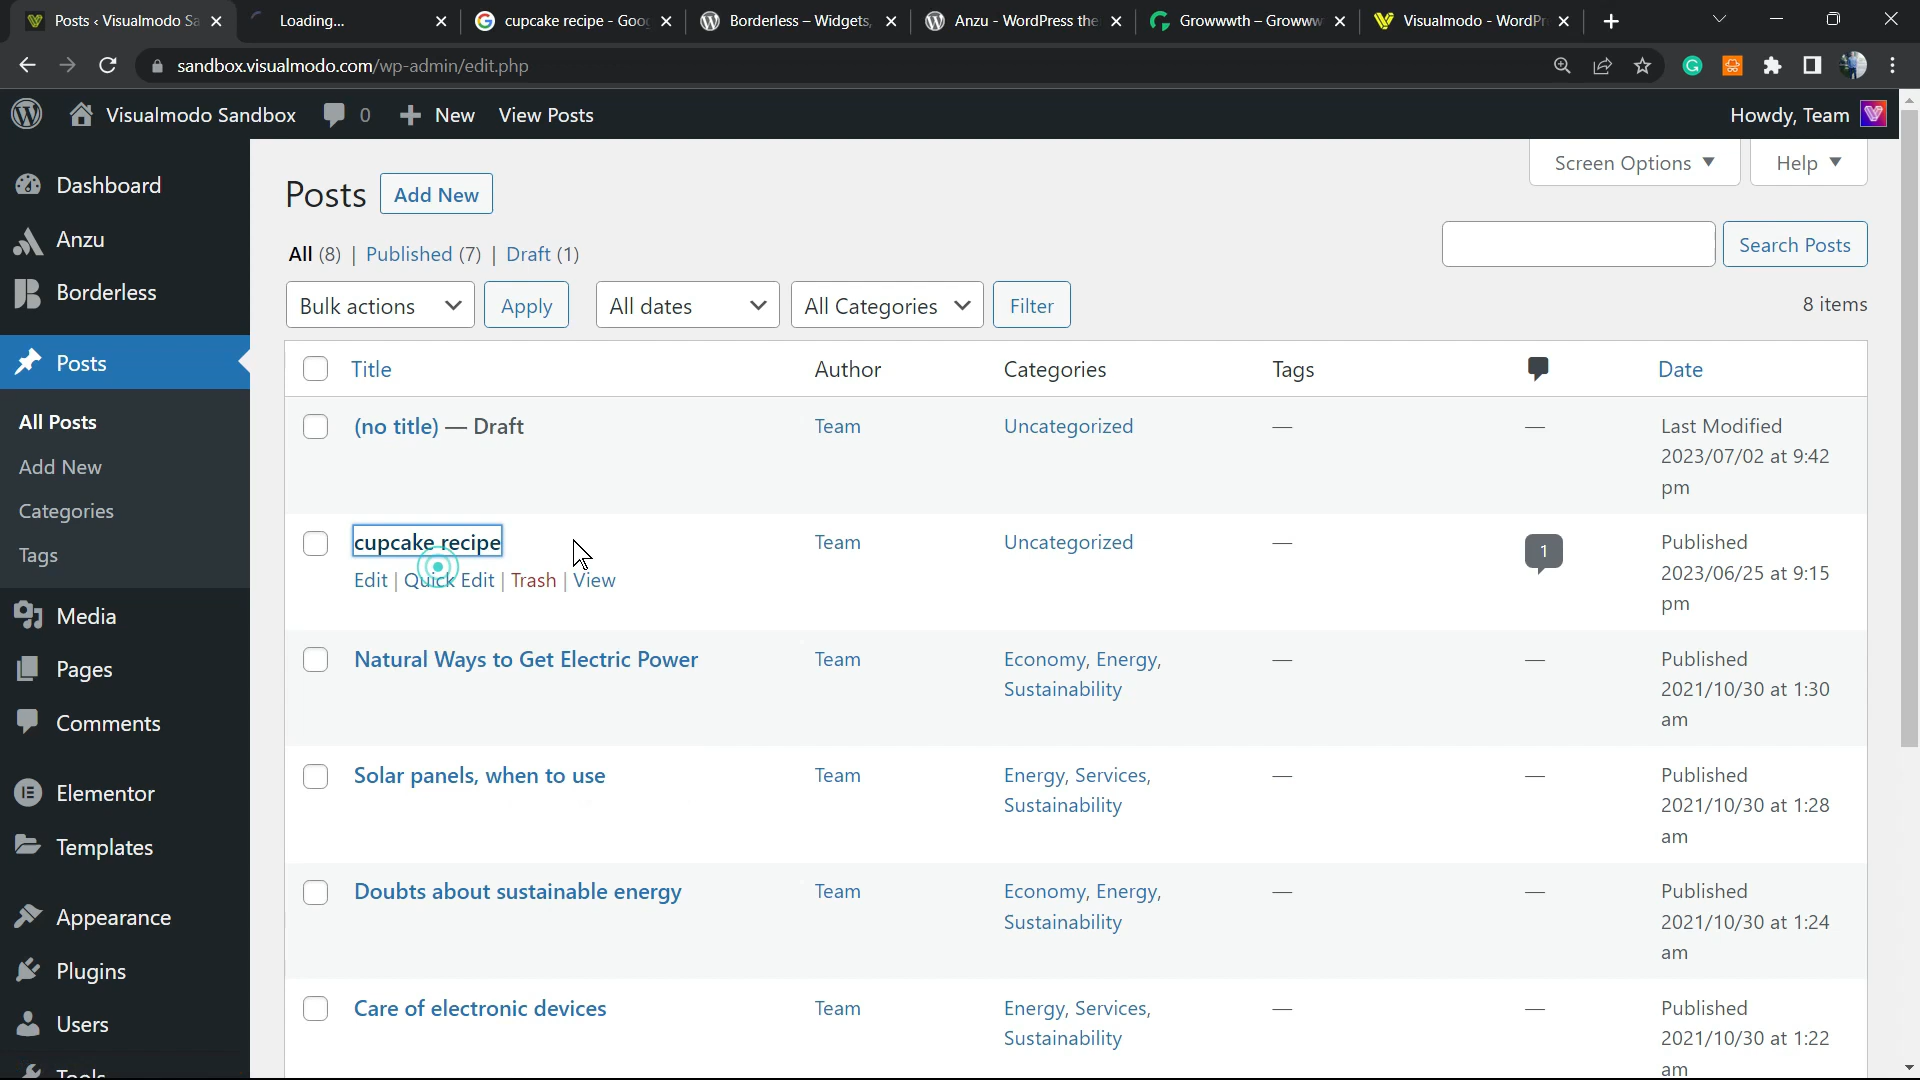 Posts ‹ Visualmodo Sa
Loading...
cupcake recipe - Goo
Borderless – Widgets,
Anzu - WordPress the
Growwwth – Growww
Visualmodo - WordPr
sandbox.visualmodo.com/wp-admin/edit.php
Visualmodo Sandbox 0 New View Posts
Howdy, Team
Dashboard
Anzu
Borderless
Posts
All Posts
Add New
Categories
Tags
Media
Pages
Comments
Elementor
Templates
Appearance
Plugins
Users
Tools
Screen Options Help
Posts Add New
All (8) | Published (7) | Draft (1)
Search Posts
Bulk actions Apply All dates All Categories Filter
8 items
Title Author Categories Tags Date
(no title) — Draft Team Uncategorized — — Last Modified
2023/07/02 at 9:42
pm
cupcake recipe Team Uncategorized — 1 Published
Edit | Quick Edit | Trash | View 2023/06/25 at 9:15
pm
Natural Ways to Get Electric Power Team Economy, Energy, — — Published
Sustainability 2021/10/30 at 1:30
am
Solar panels, when to use Team Energy, Services, — — Published
Sustainability 2021/10/30 at 1:28
am
Doubts about sustainable energy Team Economy, Energy, — — Published
Sustainability 2021/10/30 at 1:24
am
Care of electronic devices Team Energy, Services, — — Published
Sustainability 2021/10/30 at 1:22
am